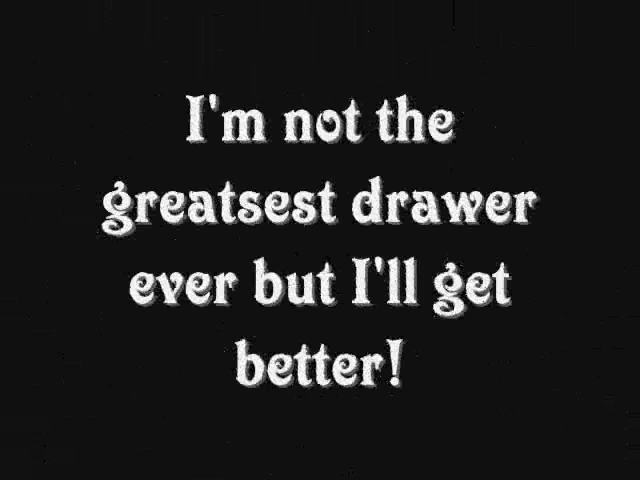 I'm not the
greatsest drawer
ever but I'll get
better!